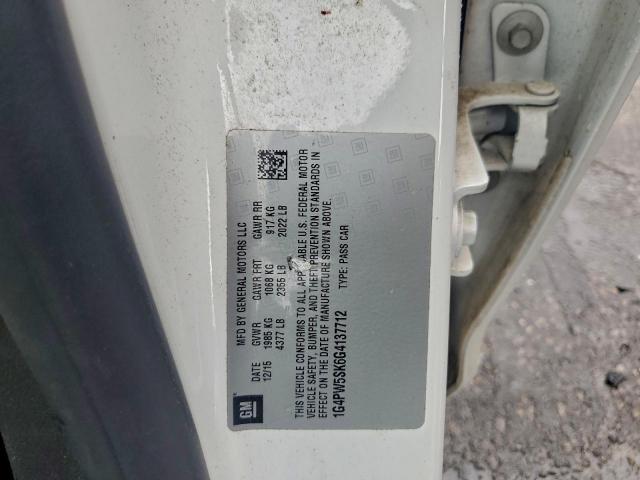 GM
MFD BY GENERAL MOTORS LLC
DATE GVWR GAWR FRT GAWR RR
12/15 1985 KG 1068 KG 917 KG
4377 LB 2355 LB 2022 LB
THIS VEHICLE CONFORMS TO ALL APPLICABLE U.S. FEDERAL MOTOR
VEHICLE SAFETY, BUMPER, AND THEFT PREVENTION STANDARDS IN
EFFECT ON THE DATE OF MANUFACTURE SHOWN ABOVE.
1G4PW5SK6G4137712 TYPE: PASS CAR